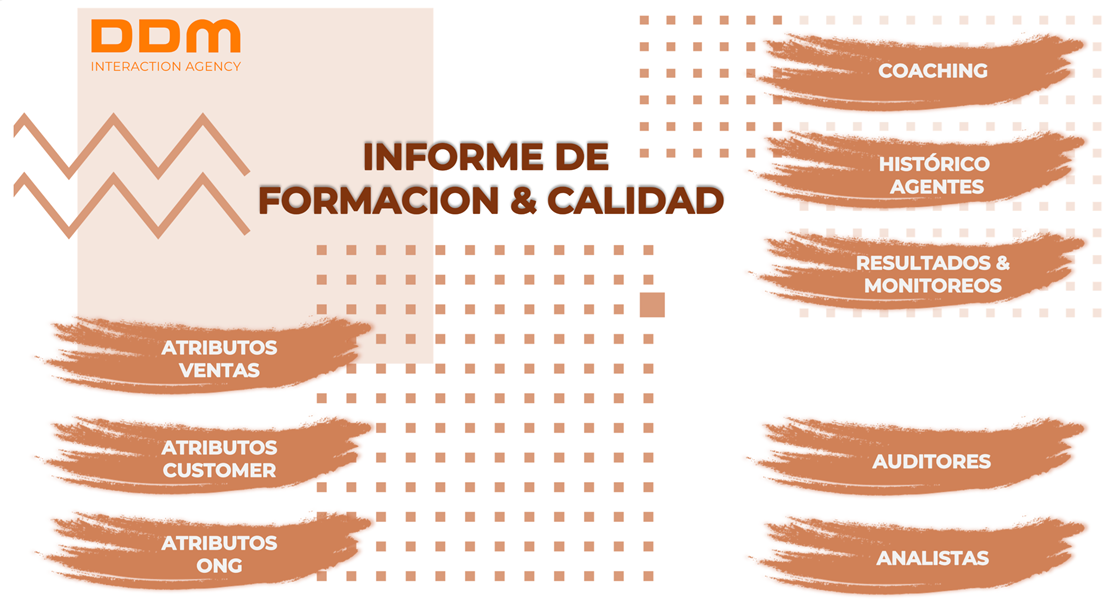 DDM
INTERACTION AGENCY
INFORME DE
FORMACION & CALIDAD
COACHING
HISTÓRICO
AGENTES
RESULTADOS &
MONITOREOS
ATRIBUTOS
VENTAS
ATRIBUTOS
CUSTOMER
ATRIBUTOS
ONG
AUDITORES
ANALISTAS